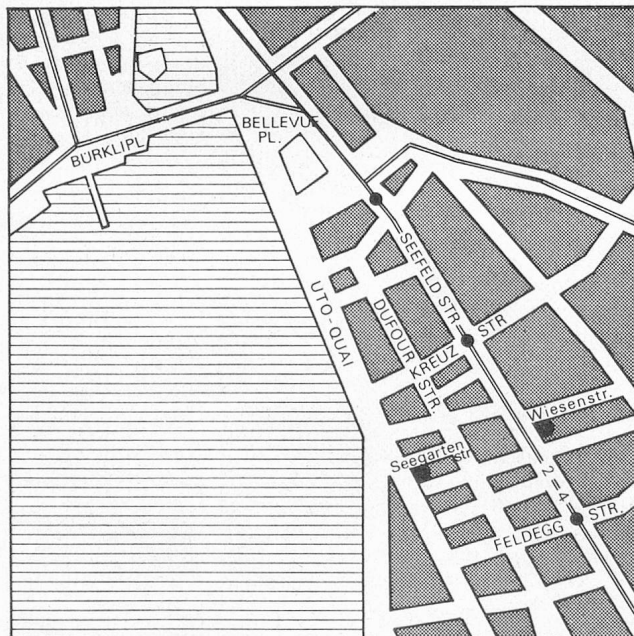 BELLEVUE
PL.
BÜRKLIPL
SEEFELD STR
UTO-QUAI
DUFOUR STR.
KREUZ STR
Wiesenstr.
Seegarten
str
2=4
FELDEGG STR.